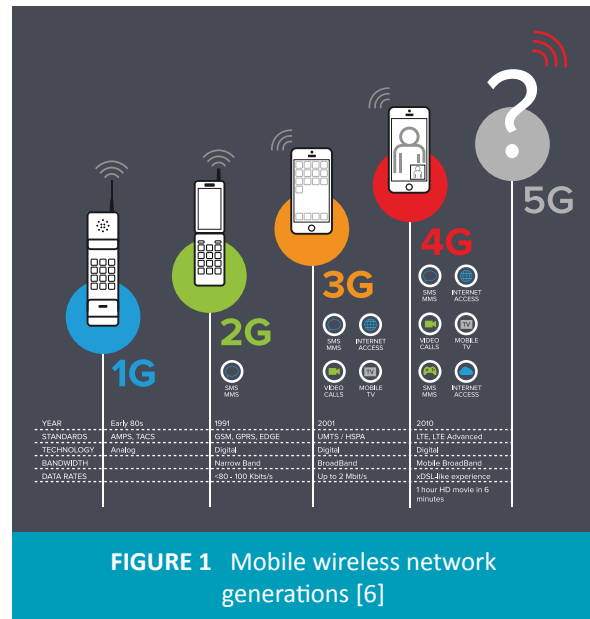 ?
5G
4G
3G
2G
1G
SMS
MMS
INTERNET
ACCESS
VIDEO
CALLS
TV
MOBILE
TV
SMS
MMS
INTERNET
ACCESS
SMS
MMS
INTERNET
ACCESS
VIDEO
CALLS
TV
MOBILE
TV
SMS
MMS
YEAR Early 80s 1991 2001 2010
STANDARDS AMPS, TACS GSM, GPRS, EDGE UMTS / HSPA LTE, LTE Advanced
TECHNOLOGY Analog Digital Digital Digital
BANDWIDTH Narrow Band BroadBand Mobile BroadBand
DATA RATES <80 - 100 Kbits/s Up to 2 Mbit/s xDSL-like experience
1 hour HD movie in 6
minutes
FIGURE 1 Mobile wireless network
generations [6]